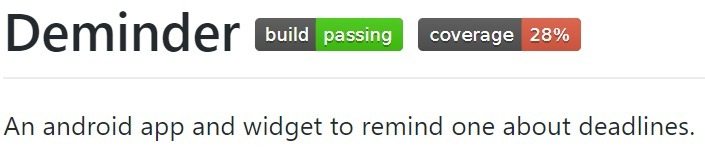 Deminder build passing coverage 28%
An android app and widget to remind one about deadlines.